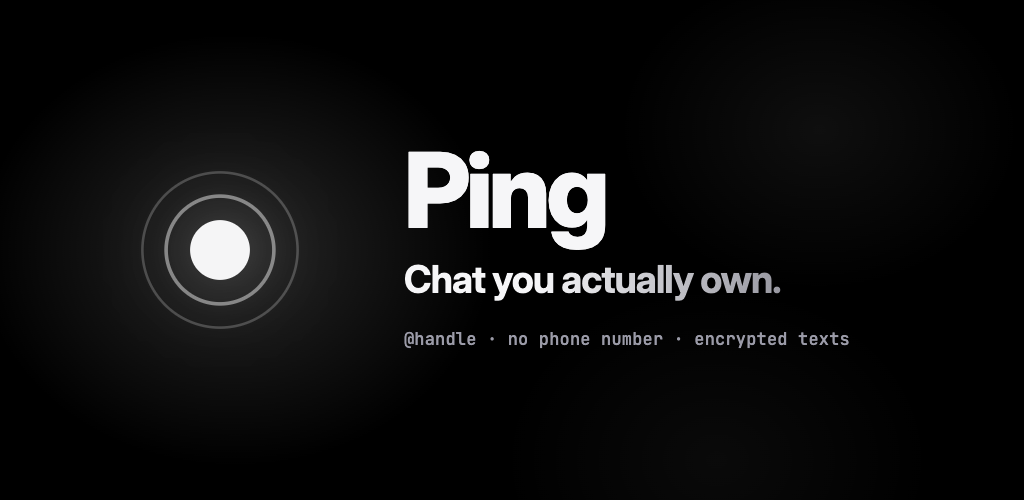 Ping
Chat you actually own.
@handle · no phone number · encrypted texts